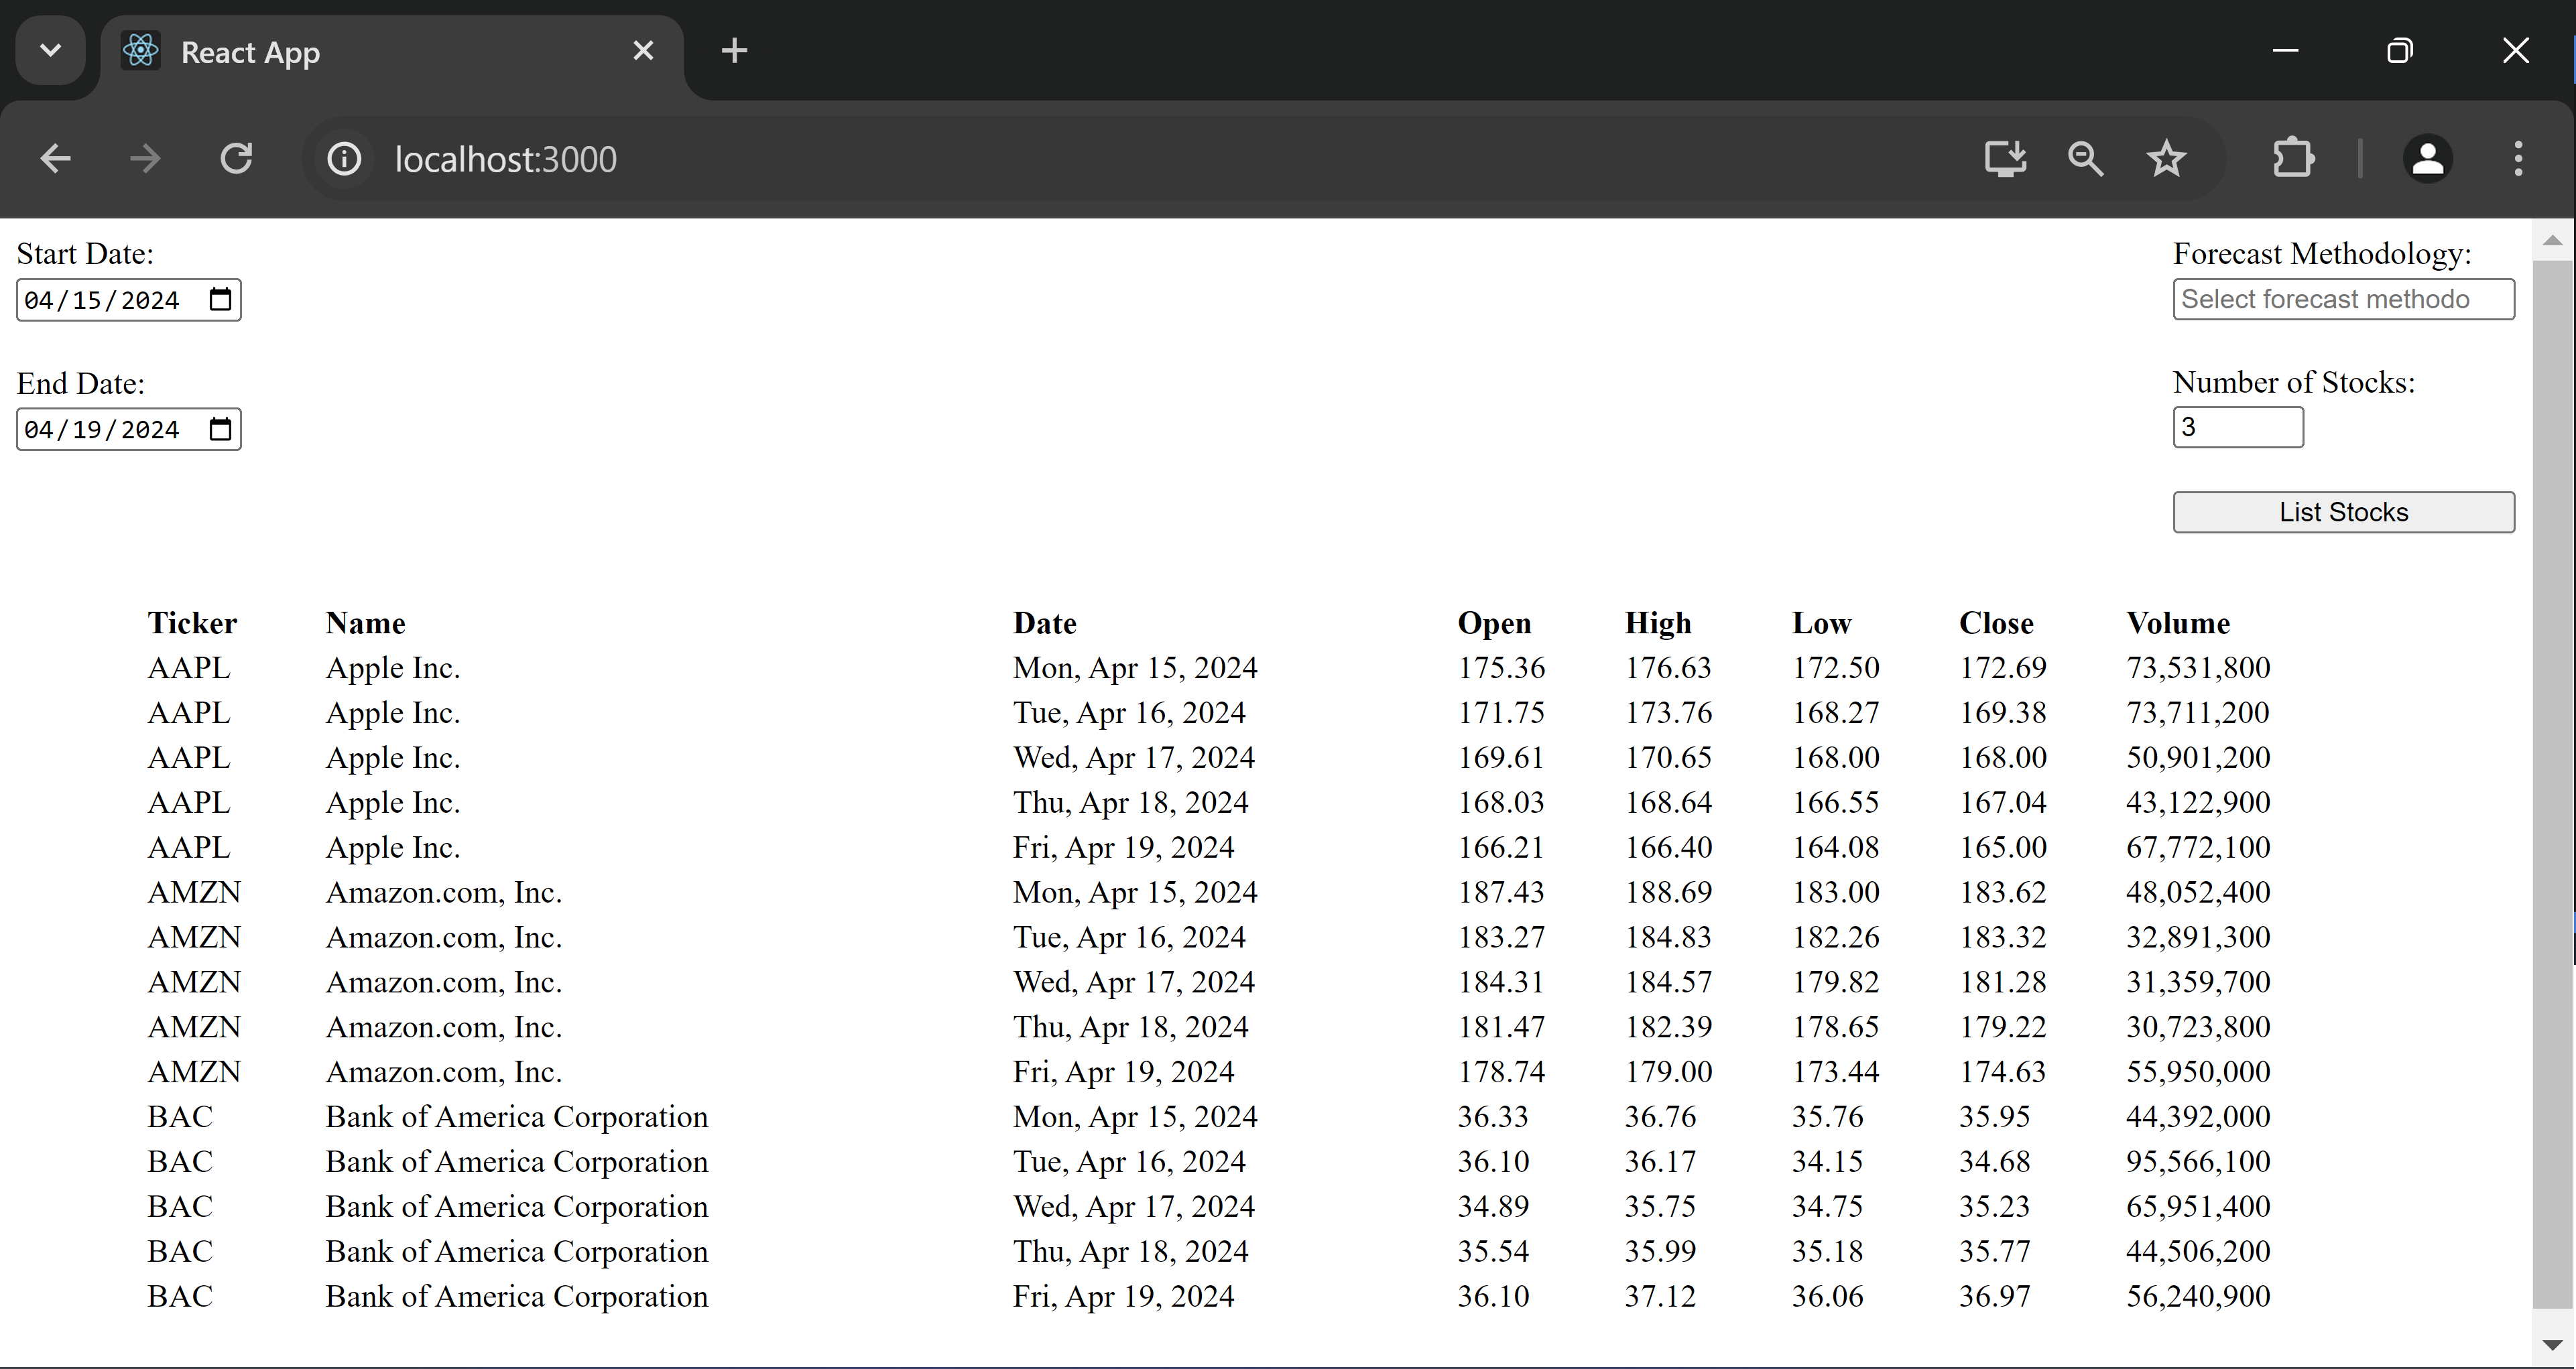 React App
localhost:3000
Start Date:
04/15/2024
End Date:
04/19/2024
Forecast Methodology:
Select forecast methodo
Number of Stocks:
3
List Stocks
Ticker Name Date Open High Low Close Volume
AAPL Apple Inc. Mon, Apr 15, 2024 175.36 176.63 172.50 172.69 73,531,800
AAPL Apple Inc. Tue, Apr 16, 2024 171.75 173.76 168.27 169.38 73,711,200
AAPL Apple Inc. Wed, Apr 17, 2024 169.61 170.65 168.00 168.00 50,901,200
AAPL Apple Inc. Thu, Apr 18, 2024 168.03 168.64 166.55 167.04 43,122,900
AAPL Apple Inc. Fri, Apr 19, 2024 166.21 166.40 164.08 165.00 67,772,100
AMZN Amazon.com, Inc. Mon, Apr 15, 2024 187.43 188.69 183.00 183.62 48,052,400
AMZN Amazon.com, Inc. Tue, Apr 16, 2024 183.27 184.83 182.26 183.32 32,891,300
AMZN Amazon.com, Inc. Wed, Apr 17, 2024 184.31 184.57 179.82 181.28 31,359,700
AMZN Amazon.com, Inc. Thu, Apr 18, 2024 181.47 182.39 178.65 179.22 30,723,800
AMZN Amazon.com, Inc. Fri, Apr 19, 2024 178.74 179.00 173.44 174.63 55,950,000
BAC Bank of America Corporation Mon, Apr 15, 2024 36.33 36.76 35.76 35.95 44,392,000
BAC Bank of America Corporation Tue, Apr 16, 2024 36.10 36.17 34.15 34.68 95,566,100
BAC Bank of America Corporation Wed, Apr 17, 2024 34.89 35.75 34.75 35.23 65,951,400
BAC Bank of America Corporation Thu, Apr 18, 2024 35.54 35.99 35.18 35.77 44,506,200
BAC Bank of America Corporation Fri, Apr 19, 2024 36.10 37.12 36.06 36.97 56,240,900